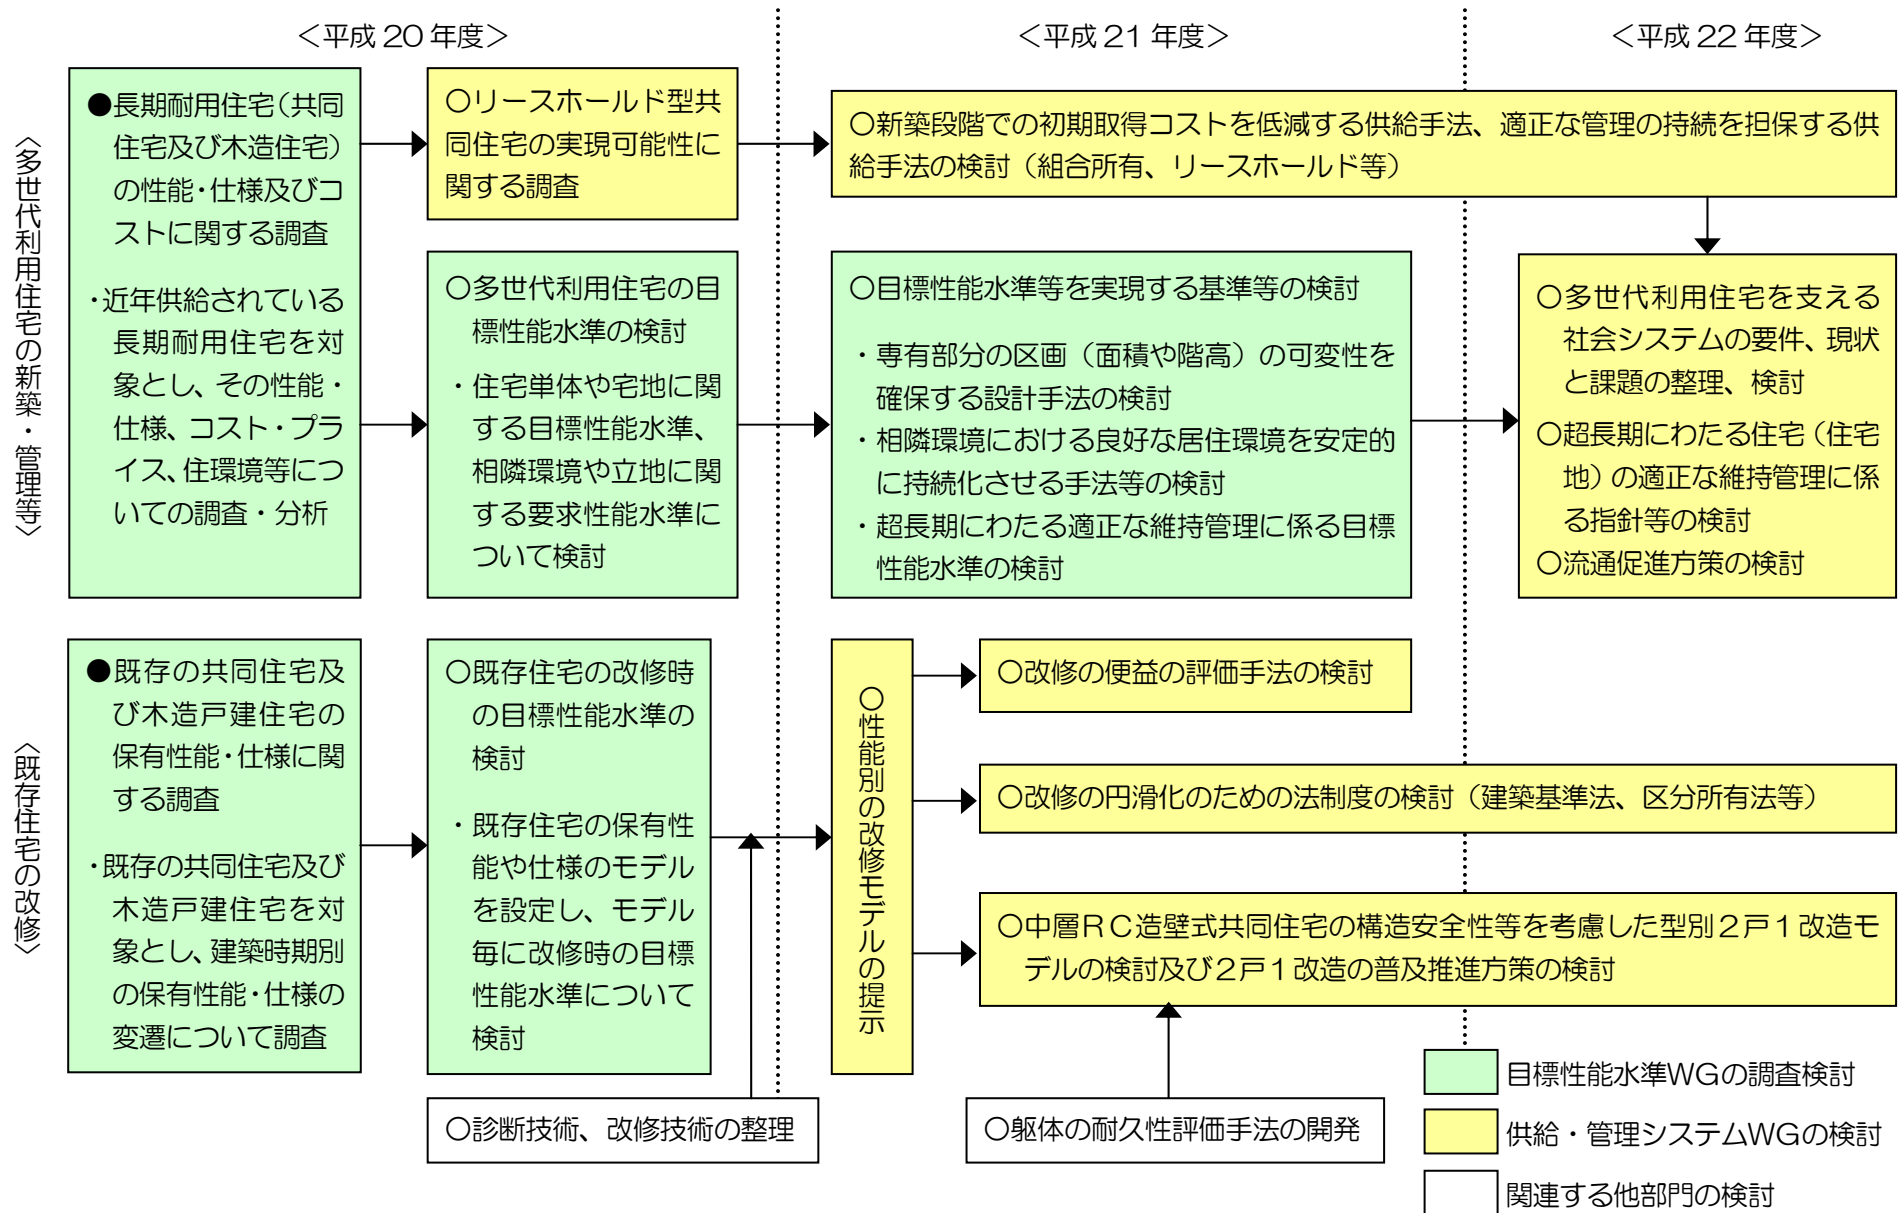 ＜平成20年度＞
＜平成21年度＞
＜平成22年度＞
〈多世代利用住宅の新築・管理等〉
●長期耐用住宅（共同
住宅及び木造住宅）
の性能・仕様及びコ
ストに関する調査
・近年供給されている
長期耐用住宅を対
象とし、その性能・
仕様、コスト・プラ
イス、住環境等につ
いての調査・分析
○リースホールド型共
同住宅の実現可能性に
関する調査
○新築段階での初期取得コストを低減する供給手法、適正な管理の持続を担保する供
給手法の検討（組合所有、リースホールド等）
○多世代利用住宅の目
標性能水準の検討
・住宅単体や宅地に関
する目標性能水準、
相隣環境や立地に関
する要求性能水準に
ついて検討
○目標性能水準等を実現する基準等の検討
・専有部分の区画（面積や階高）の可変性を
確保する設計手法の検討
・相隣環境における良好な居住環境を安定的
に持続化させる手法等の検討
・超長期にわたる適正な維持管理に係る目標
性能水準の検討
○多世代利用住宅を支える
社会システムの要件、現状
と課題の整理、検討
○超長期にわたる住宅（住宅
地）の適正な維持管理に係
る指針等の検討
○流通促進方策の検討
〈既存住宅の改修〉
●既存の共同住宅及
び木造戸建住宅の
保有性能・仕様に関
する調査
・既存の共同住宅及び
木造戸建住宅を対
象とし、建築時期別
の保有性能・仕様の
変遷について調査
○既存住宅の改修時
の目標性能水準の
検討
・既存住宅の保有性
能や仕様のモデル
を設定し、モデル
毎に改修時の目標
性能水準について
検討
○性能別の改修モデルの提示
○改修の便益の評価手法の検討
○改修の円滑化のための法制度の検討（建築基準法、区分所有法等）
○中層ＲＣ造壁式共同住宅の構造安全性等を考慮した型別２戸１改造モ
デルの検討及び２戸１改造の普及推進方策の検討
○診断技術、改修技術の整理
○躯体の耐久性評価手法の開発
目標性能水準WGの調査検討
供給・管理システムWGの検討
関連する他部門の検討